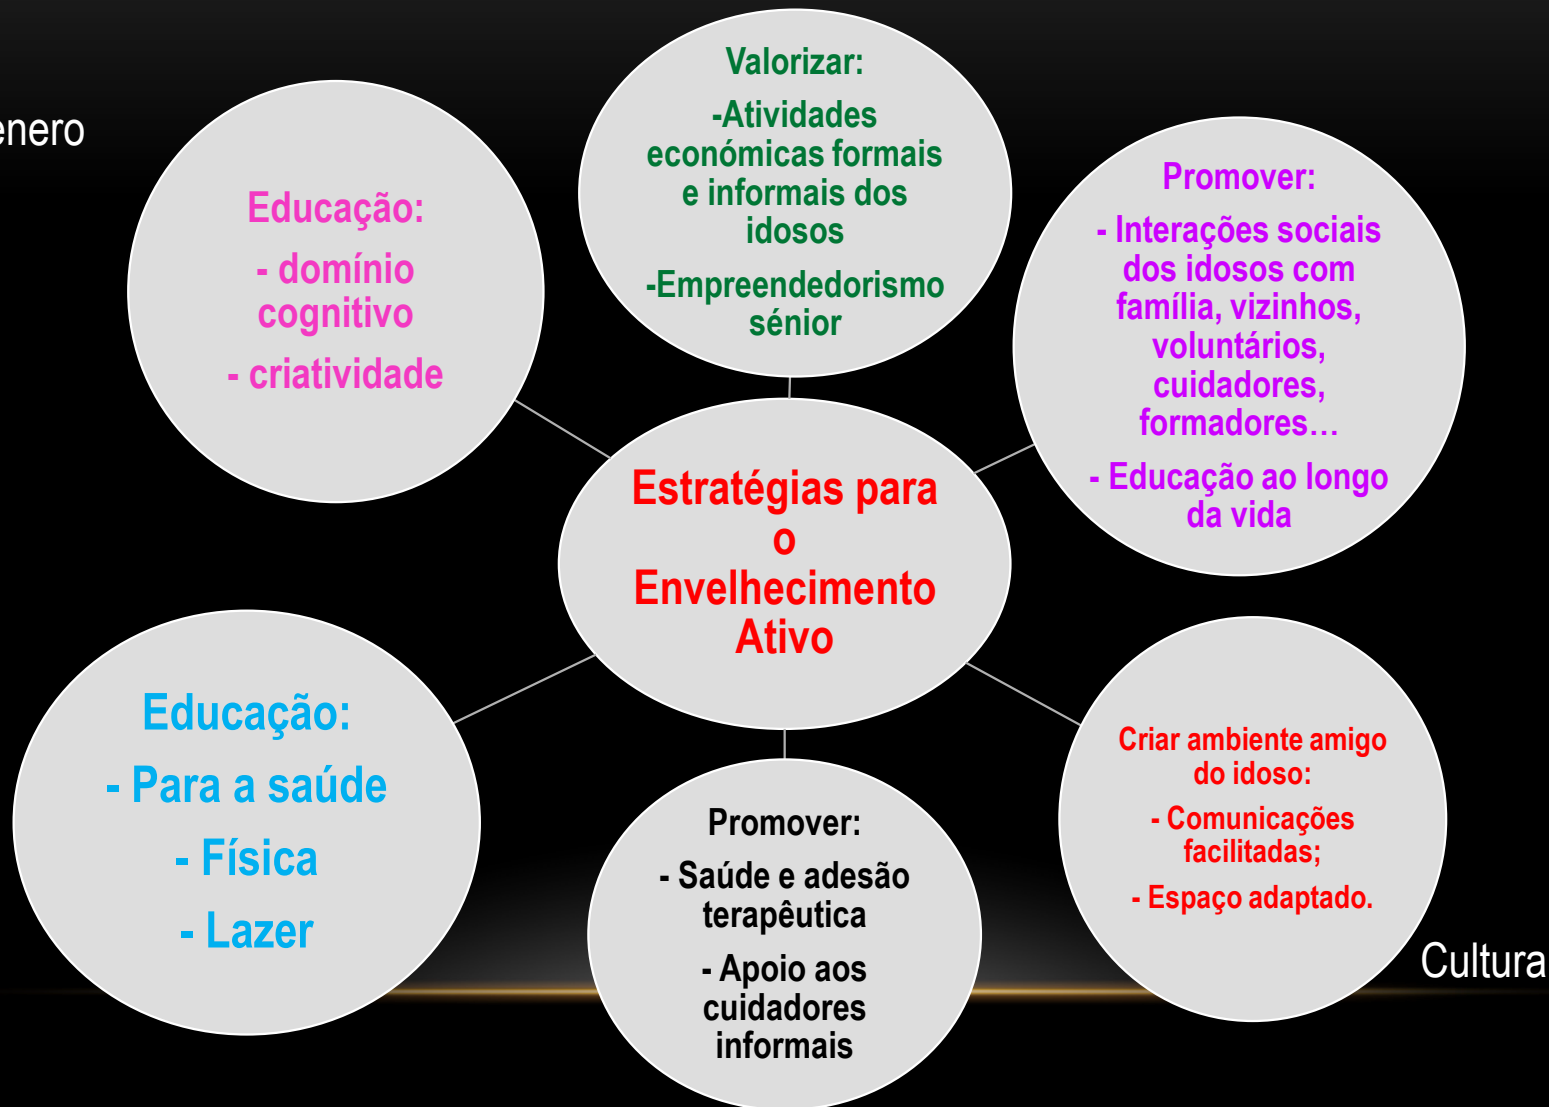 Valorizar:
-Atividades
económicas formais
e informais dos
idosos
-Empreendedorismo
sénior
enero
Educação:
- domínio
cognitivo
- criatividade
Promover:
- Interações sociais
dos idosos com
família, vizinhos,
voluntários,
cuidadores,
formadores…
- Educação ao longo
da vida
Estratégias para
o
Envelhecimento
Ativo
Educação:
- Para a saúde
- Física
- Lazer
Promover:
- Saúde e adesão
terapêutica
- Apoio aos
cuidadores
informais
Criar ambiente amigo
do idoso:
- Comunicações
facilitadas;
- Espaço adaptado.
Cultura